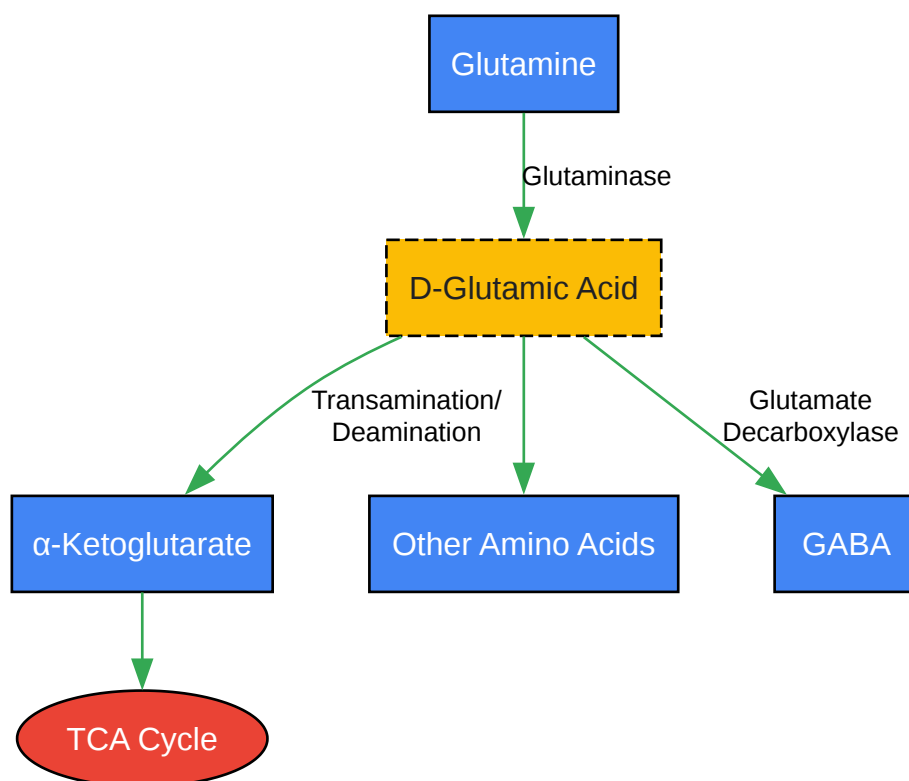 Glutamine
Glutaminase
D-Glutamic Acid
Transamination/
Deamination
Glutamate
Decarboxylase
α-Ketoglutarate
Other Amino Acids
GABA
TCA Cycle